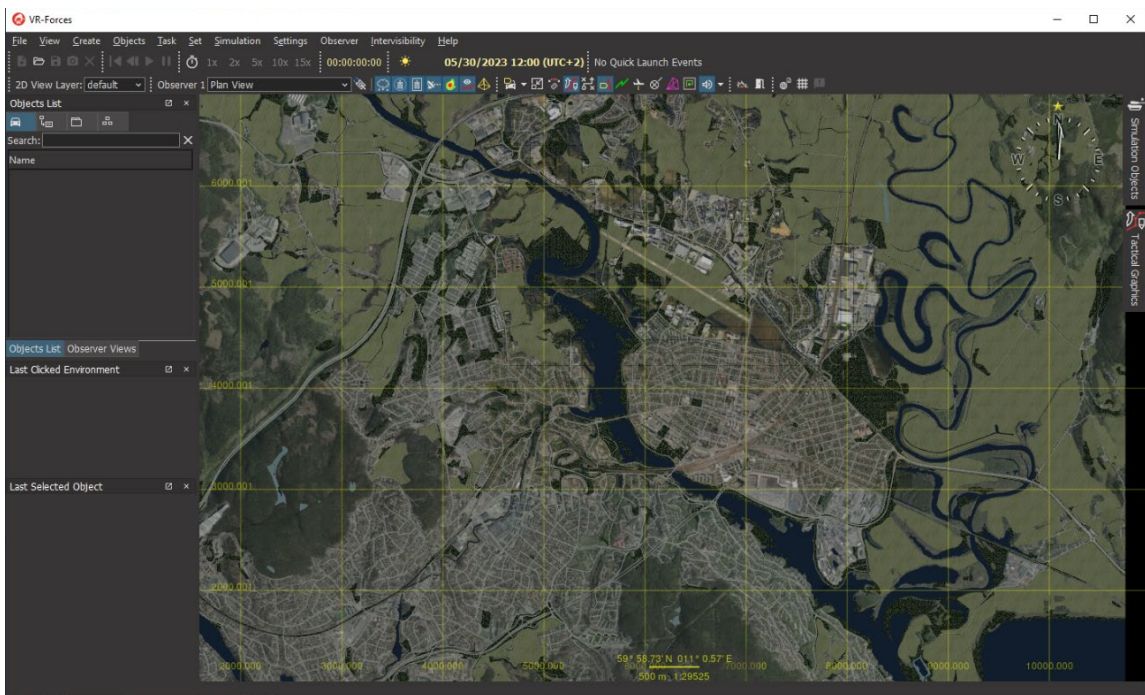 VR-Forces
File View Create Objects Task Set Simulation Settings Observer Intervisibility Help
1x 2x 5x 10x 15x 00:00:00:00 05/30/2023 12:00 (UTC+2) No Quick Launch Events
2D View Layer: default Observer 1 Plan View
Objects List
Search:
Name
Objects List Observer Views
Last Clicked Environment
Last Selected Object
N
W E
S
Simulation Objects
Tactical Graphics
6000.001
5000.001
4000.001
3000.001
2000.001
2000.000 3000.000 4000.000 5000.000 7000.000 8000.000 9000.000 10000.000
59° 58.73' N 011° 0.57' E
500 m 1:29525